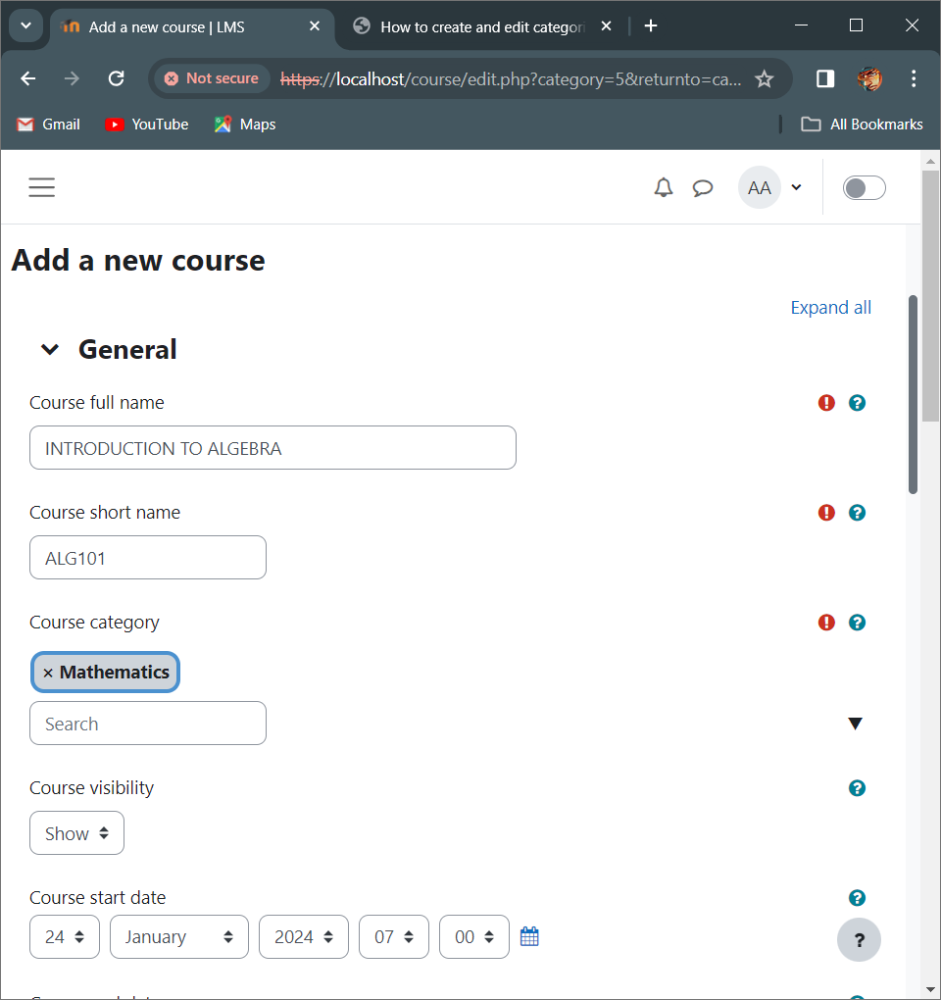 Add a new course | LMS
How to create and edit categori
Not secure
https://localhost/course/edit.php?category=5&returnto=ca...
Gmail
YouTube
Maps
All Bookmarks
AA
Add a new course
Expand all
General
Course full name
INTRODUCTION TO ALGEBRA
Course short name
ALG101
Course category
× Mathematics
Search
Course visibility
Show
Course start date
24 January 2024 07 00
?